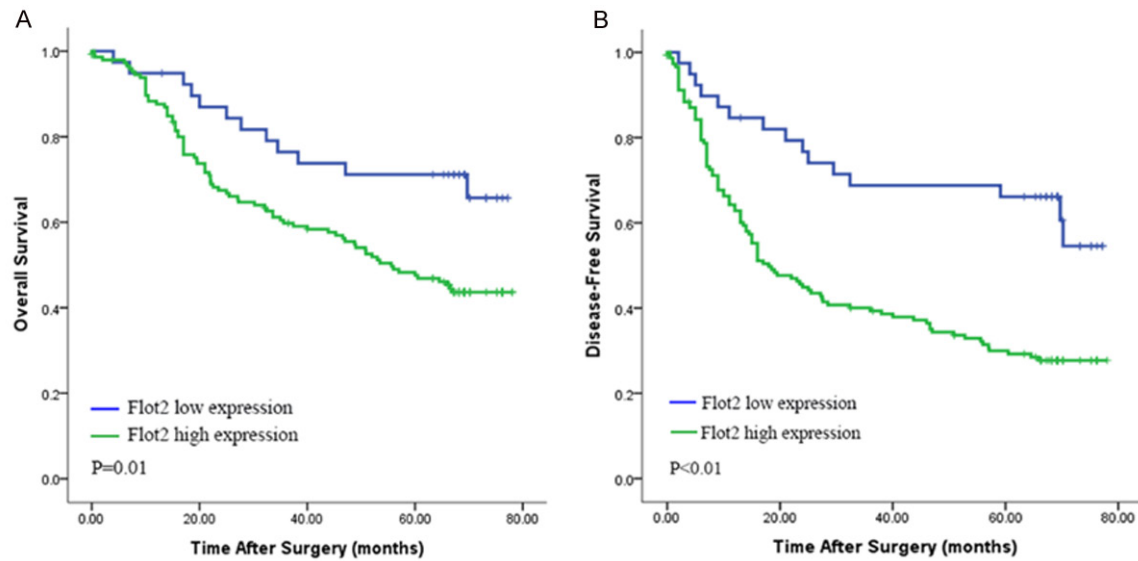 A
Overall Survival
1.0
0.8
0.6
0.4
0.2
0.0
Flot2 low expression
Flot2 high expression
P=0.01
0.00 20.00 40.00 60.00 80.00
Time After Surgery (months)
B
Disease-Free Survival
1.0
0.8
0.6
0.4
0.2
0.0
Flot2 low expression
Flot2 high expression
P<0.01
0.00 20.00 40.00 60.00 80.00
Time After Surgery (months)